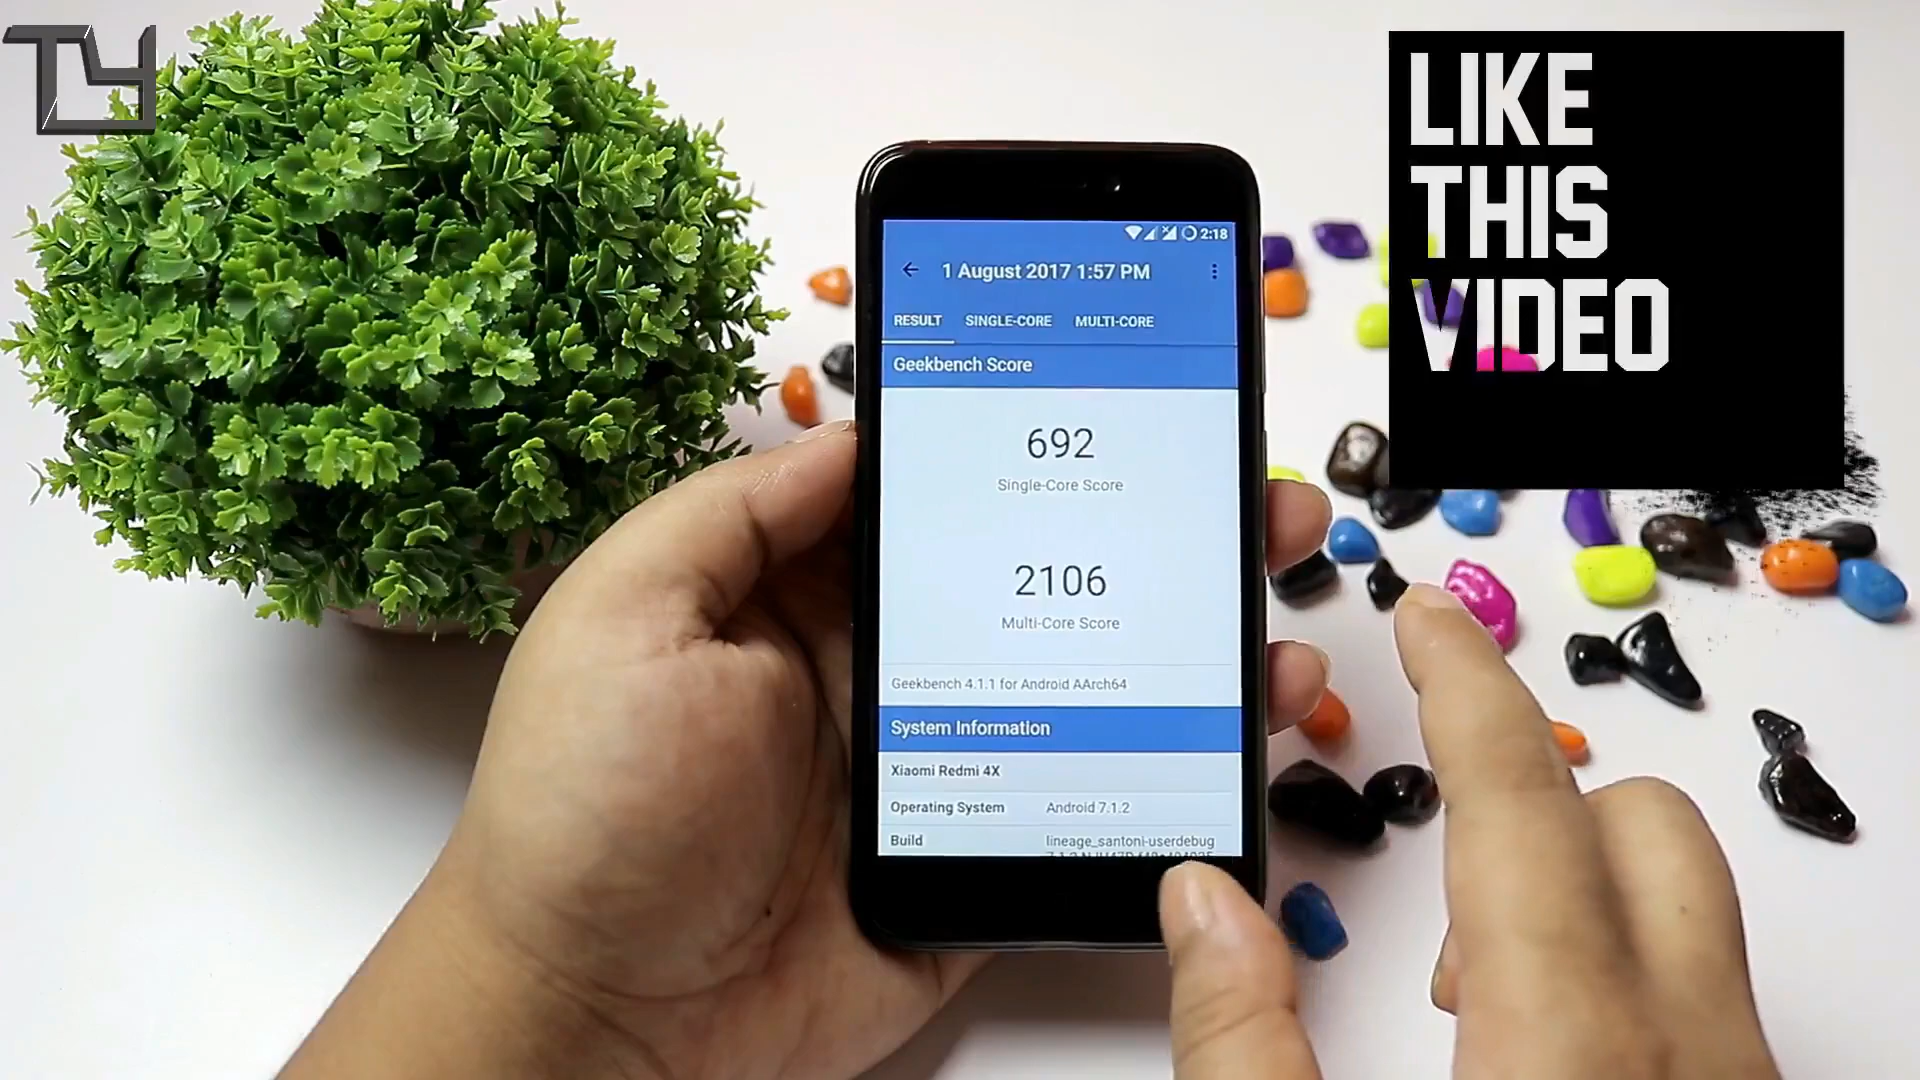 TY
LIKE
THIS
VIDEO
2:18
1 August 2017 1:57 PM
RESULT SINGLE-CORE MULTI-CORE
Geekbench Score
692
Single-Core Score
2106
Multi-Core Score
Geekbench 4.1.1 for Android AArch64
System Information
Xiaomi Redmi 4X
Operating System Android 7.1.2
Build lineage_santoni-userdebug